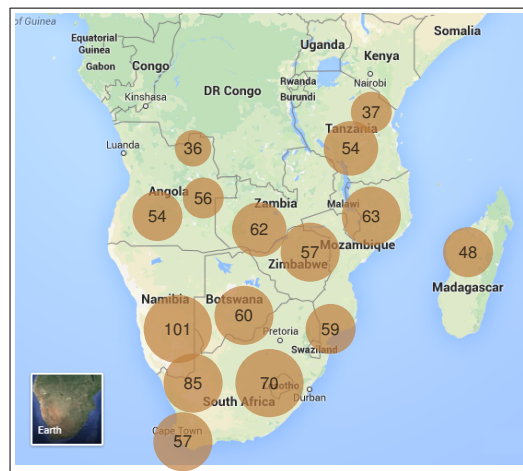 of Guinea
Somalia
Equatorial
Guinea
Uganda
Kenya
Gabon
Congo
Nairobi
Rwanda
Kinshasa
DR Congo
Burundi
37
Tanzania
Luanda
36
54
Angola
56
Zambia
Malawi
54
62
63
57
Mozambique
48
Zimbabwe
Madagascar
Namibia
Botswana
60
101
59
Pretoria
Swaziland
85
70
Lesotho
Durban
South Africa
Earth
Cape Town
57